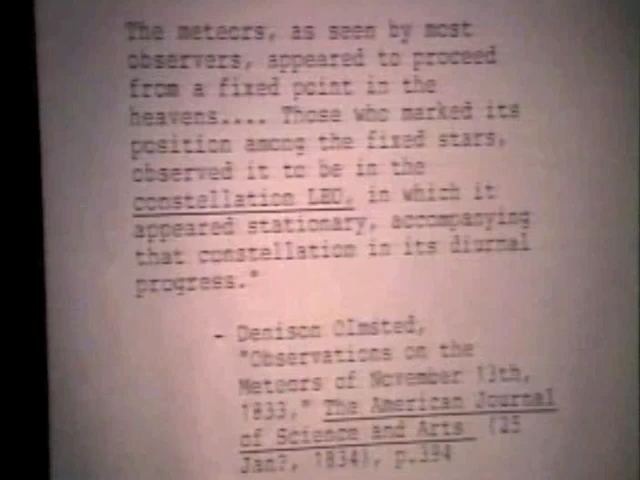 The meteors, as seen by most
observers, appeared to proceed
from a fixed point in the
heavens.... Those who marked its
position among the fixed stars,
observed it to be in the
constellation LEO, in which it
appeared stationary, accompanying
that constellation in its diurnal
progress."
- Denison Olmsted,
"Observations on the
Meteors of November 13th,
1833," The American Journal
of Science and Arts (25
Jan?, 1834), p.394